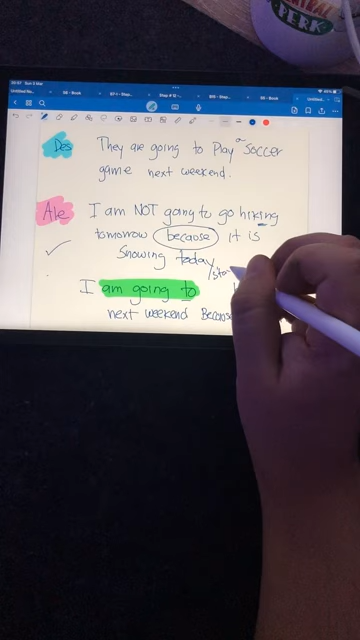 PERK
Des They are going to Play a Soccer
game next weekend.
Ale I am NOT going to go hiking
tomorrow because it is
Snowing today
I am going to
next weekend Because